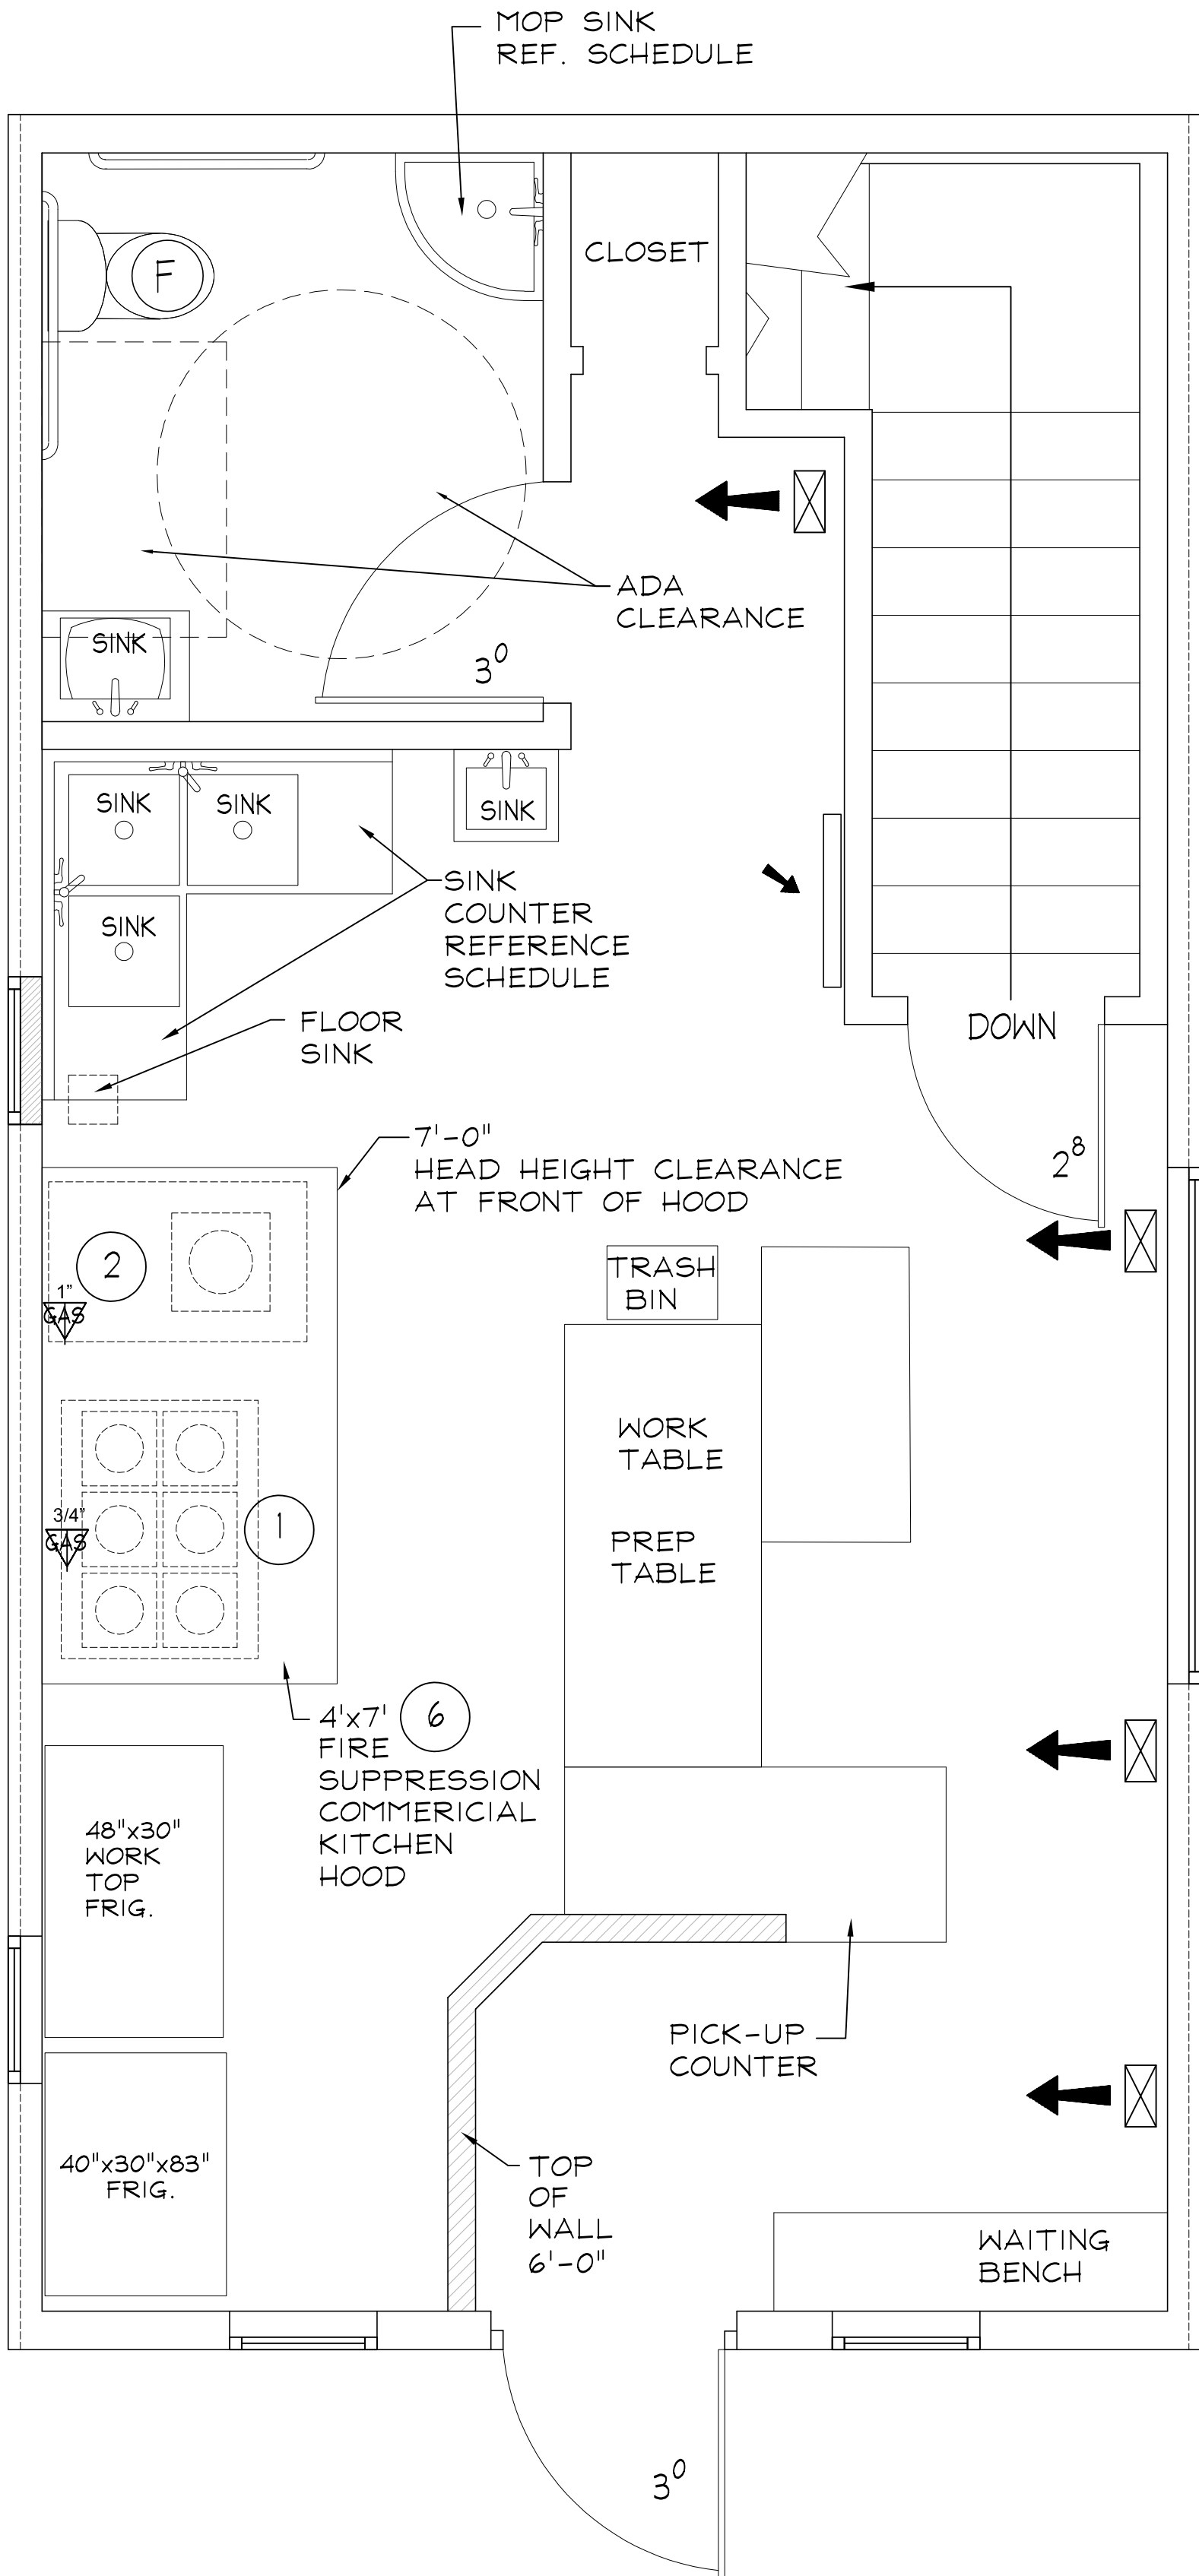 MOP SINK
REF. SCHEDULE
CLOSET
F
ADA
CLEARANCE
SINK
3⁰
SINK
SINK
SINK
SINK
SINK
COUNTER
REFERENCE
SCHEDULE
FLOOR
SINK
DOWN
7'-0"
HEAD HEIGHT CLEARANCE
AT FRONT OF HOOD
2⁸
2
1"
GAS
TRASH
BIN
WORK
TABLE
PREP
TABLE
3/4"
GAS
1
4'x7'
6
FIRE
SUPPRESSION
COMMERICIAL
KITCHEN
HOOD
48"x30"
WORK
TOP
FRIG.
PICK-UP
COUNTER
40"x30"x83"
FRIG.
TOP
OF
WALL
6'-0"
WAITING
BENCH
3⁰